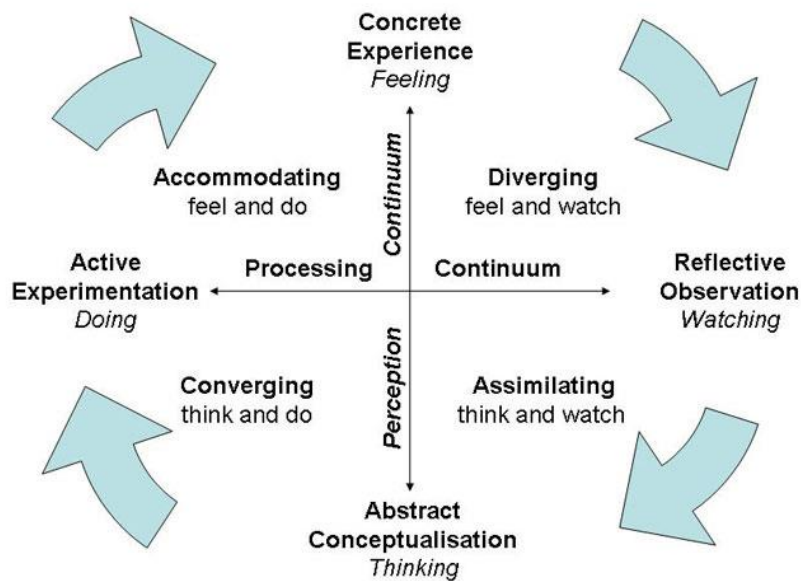 Concrete
Experience
Feeling
Accommodating
feel and do
Continuum
Diverging
feel and watch
Active
Experimentation
Doing
Processing
Continuum
Reflective
Observation
Watching
Converging
think and do
Perception
Assimilating
think and watch
Abstract
Conceptualisation
Thinking